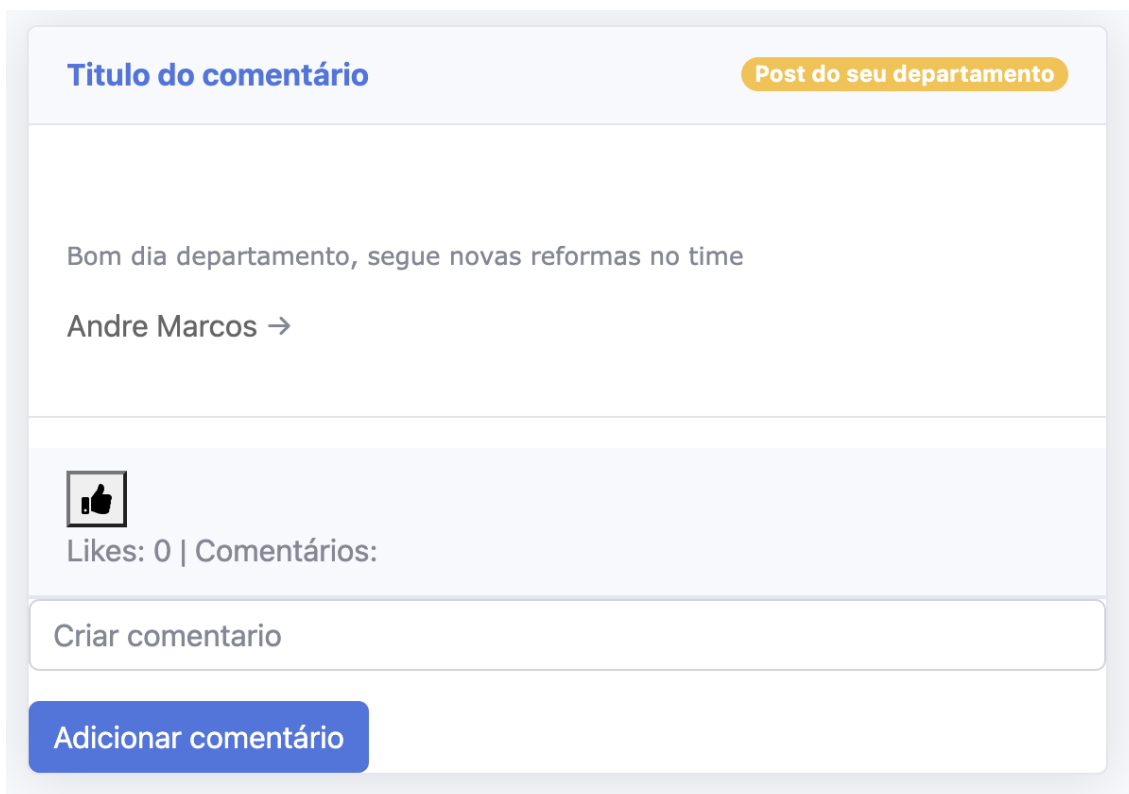 Titulo do comentário
Post do seu departamento
Bom dia departamento, segue novas reformas no time
Andre Marcos →
Likes: 0 | Comentários:
Criar comentario
Adicionar comentário